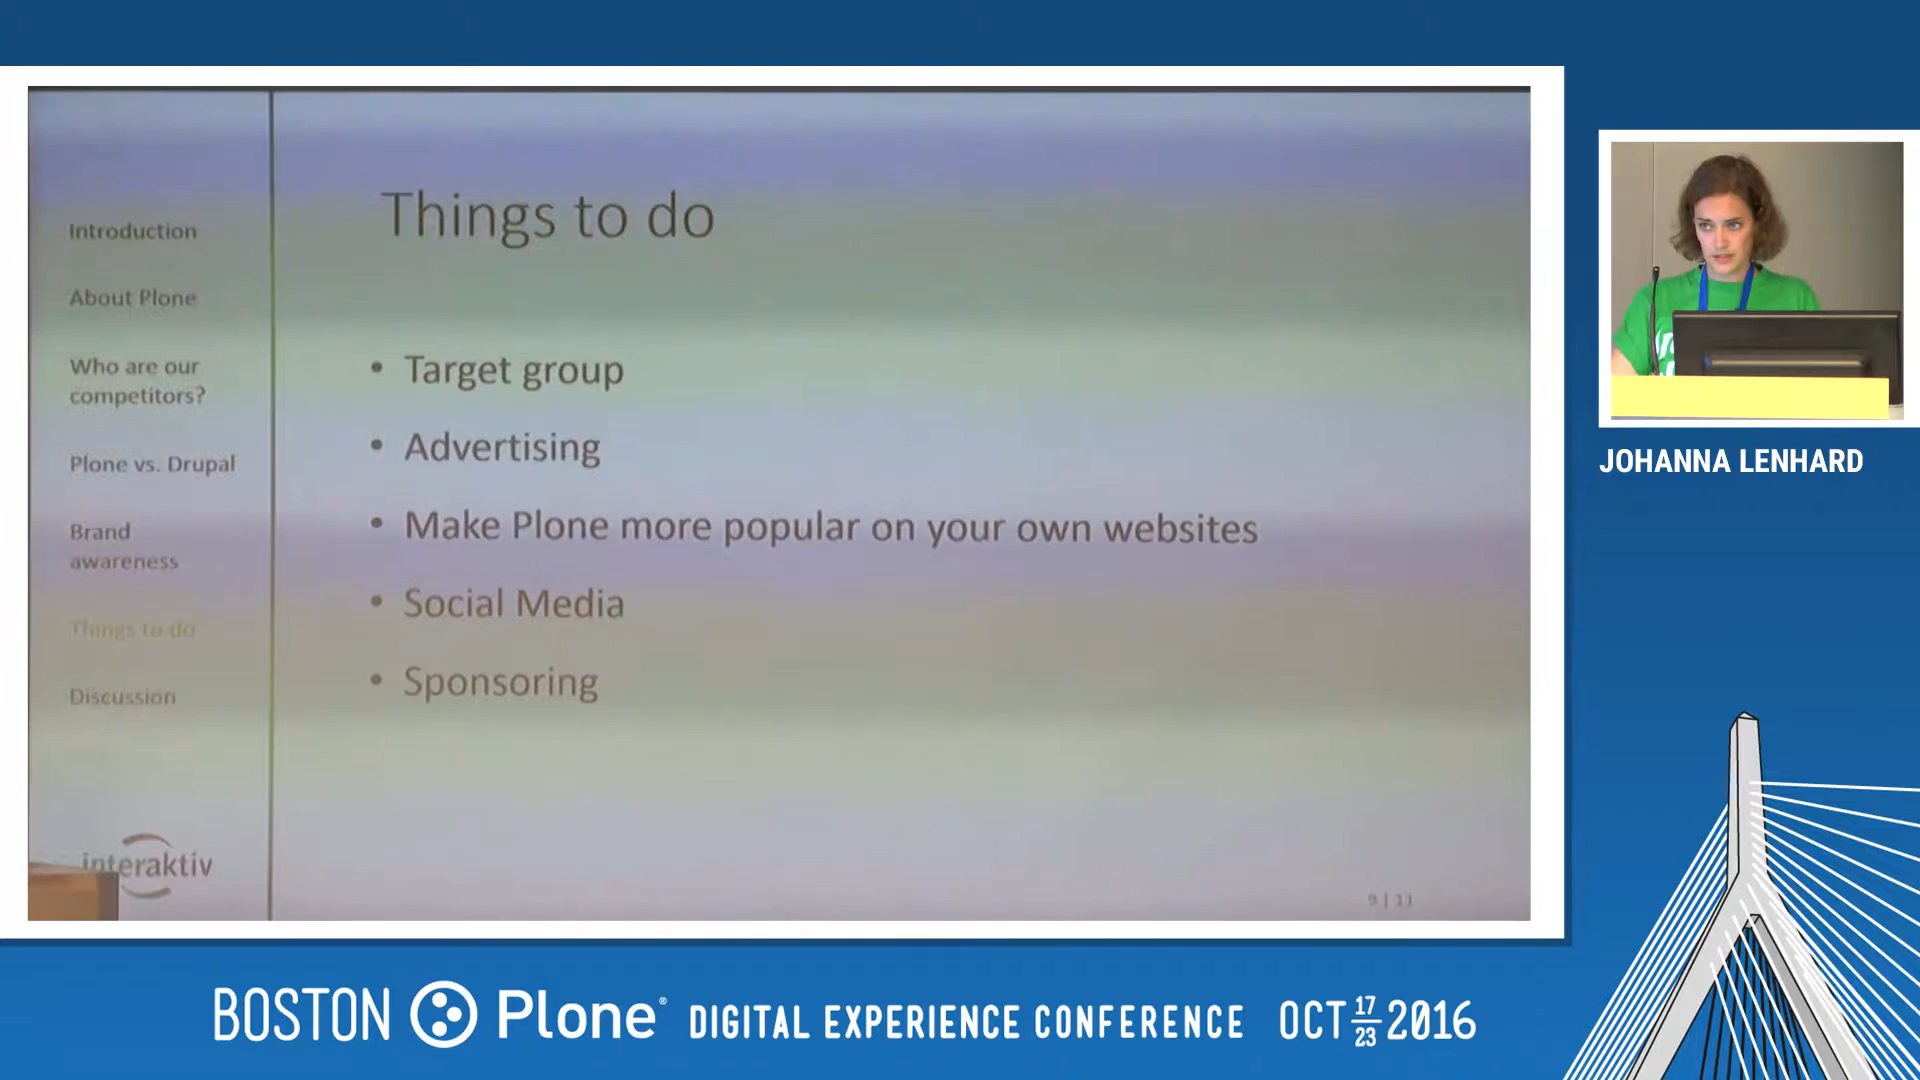 Introduction
About Plone
Who are our
competitors?
Plone vs. Drupal
Brand
awareness
Things to do
Discussion
interaktiv
Things to do
• Target group
• Advertising
• Make Plone more popular on your own websites
• Social Media
• Sponsoring
9 | 11
JOHANNA LENHARD
BOSTON Plone® DIGITAL EXPERIENCE CONFERENCE OCT 17 23 2016